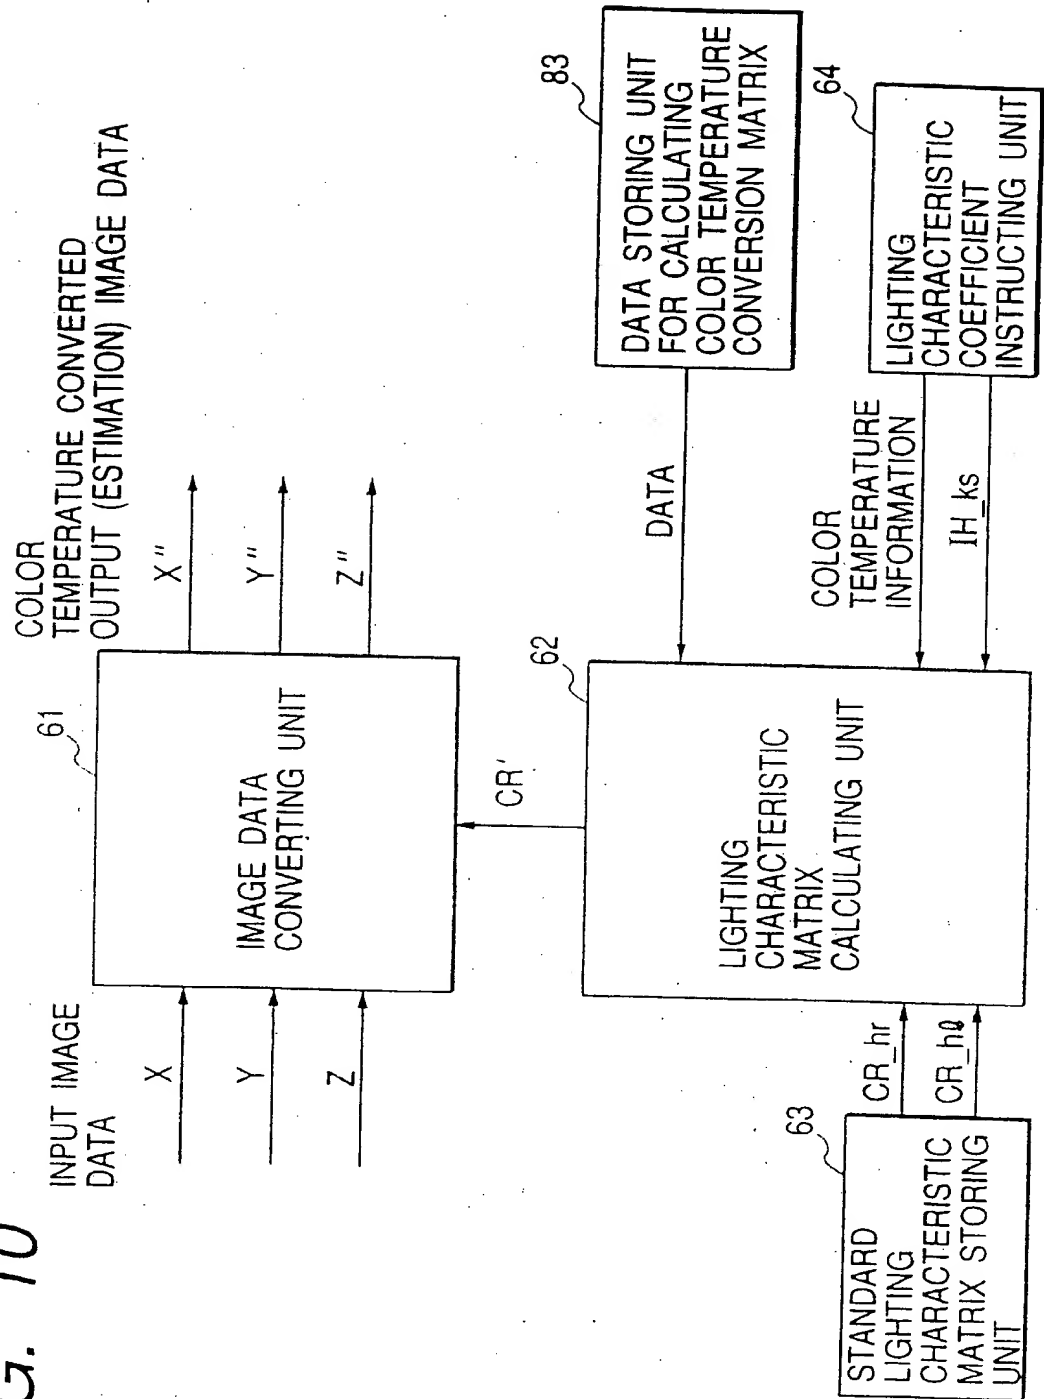 G. 10
INPUT IMAGE
DATA
X
Y
Z
61
IMAGE DATA
CONVERTING UNIT
COLOR
TEMPERATURE CONVERTED
OUTPUT (ESTIMATION) IMAGE DATA
X"
Y"
Z"
CR'
62
LIGHTING
CHARACTERISTIC
MATRIX
CALCULATING UNIT
63
STANDARD
LIGHTING
CHARACTERISTIC
MATRIX STORING
UNIT
CR_hr
CR_hℓ
DATA
83
DATA STORING UNIT
FOR CALCULATING
COLOR TEMPERATURE
CONVERSION MATRIX
COLOR
TEMPERATURE
INFORMATION
IH_ks
64
LIGHTING
CHARACTERISTIC
COEFFICIENT
INSTRUCTING UNIT